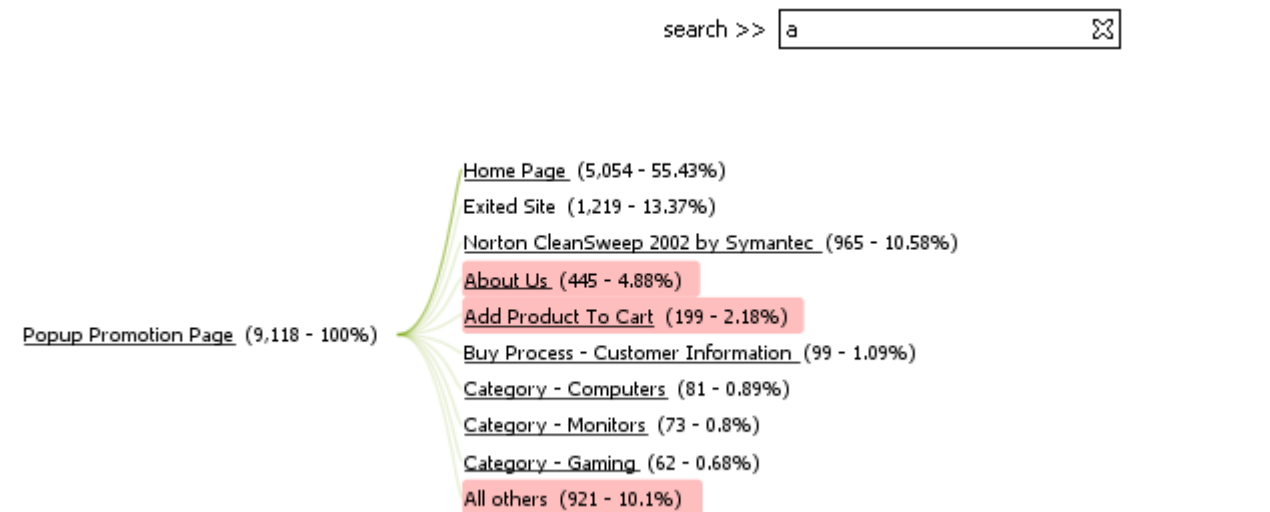 search >> a
Home Page (5,054 - 55.43%)
Exited Site (1,219 - 13.37%)
Norton CleanSweep 2002 by Symantec (965 - 10.58%)
About Us (445 - 4.88%)
Add Product To Cart (199 - 2.18%)
Popup Promotion Page (9,118 - 100%)
Buy Process - Customer Information (99 - 1.09%)
Category - Computers (81 - 0.89%)
Category - Monitors (73 - 0.8%)
Category - Gaming (62 - 0.68%)
All others (921 - 10.1%)